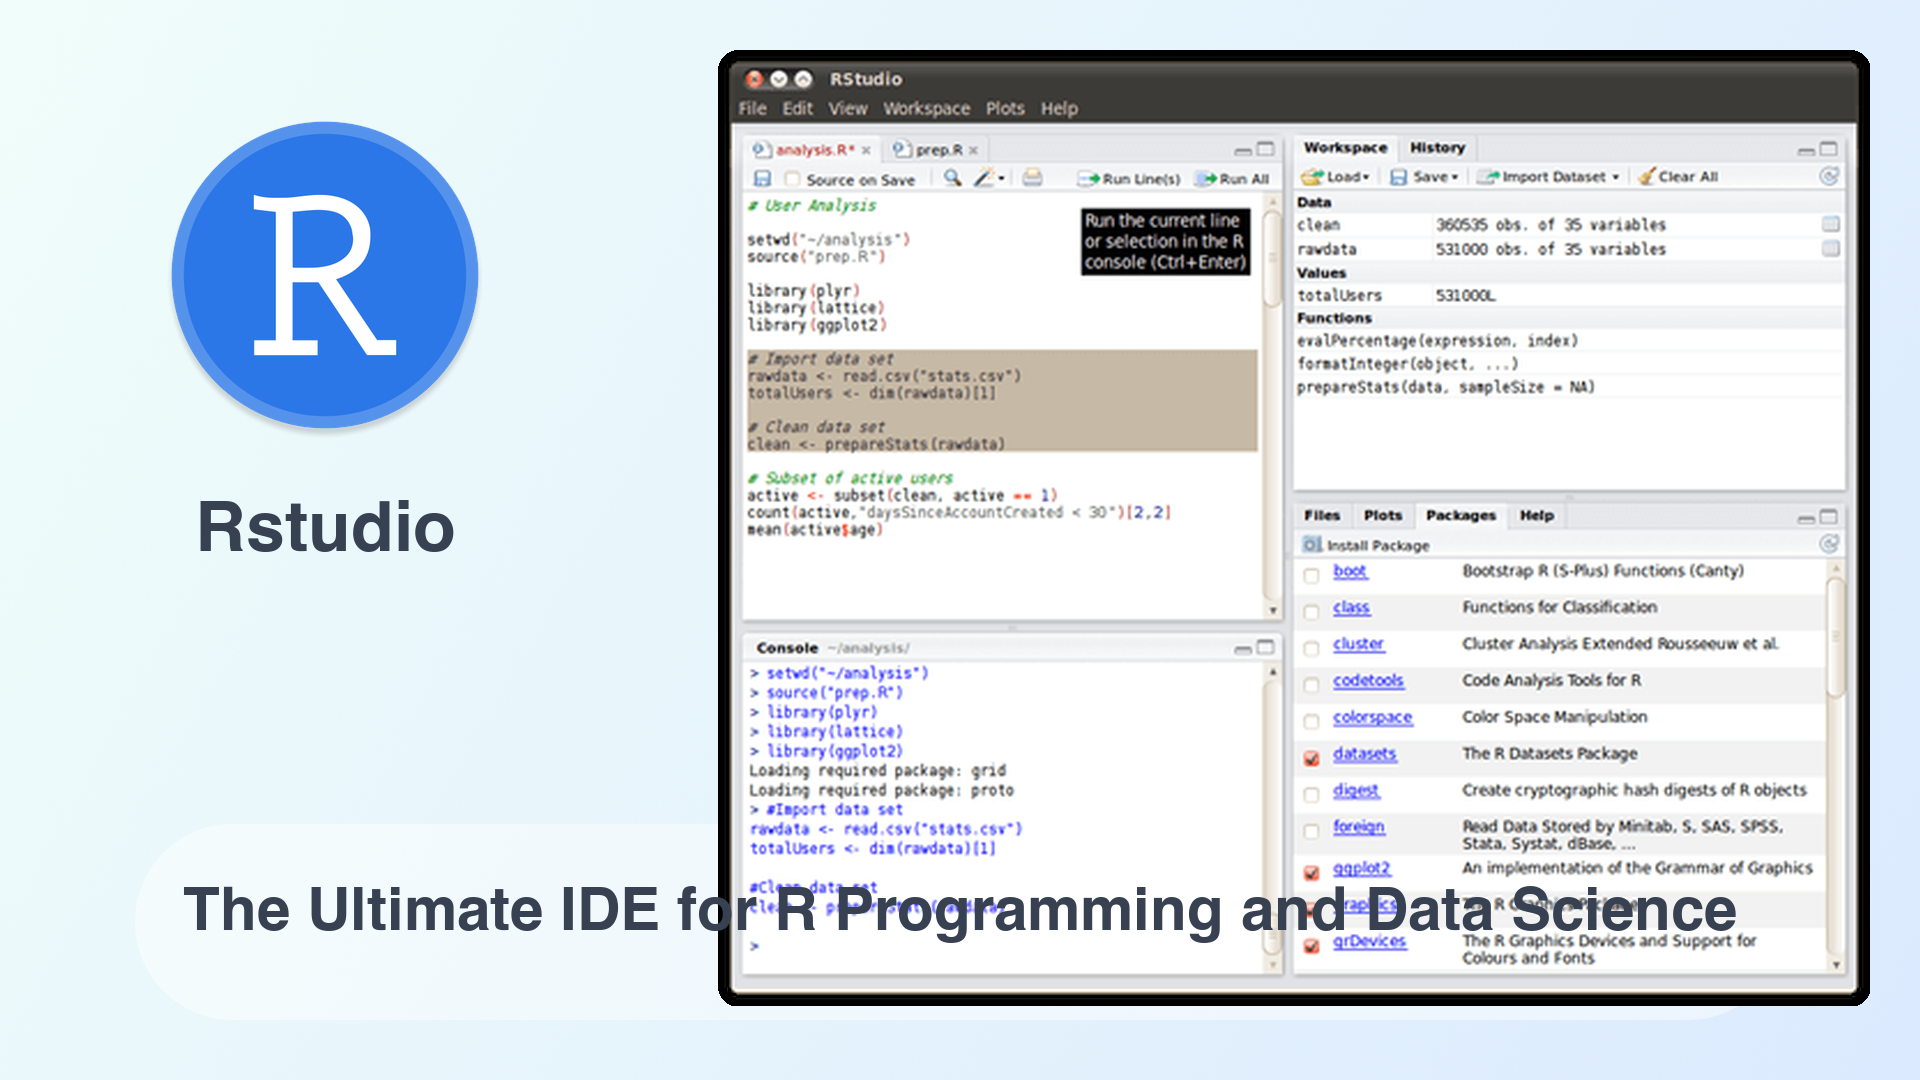 R
Rstudio
The Ultimate IDE for R Programming and Data Science
RStudio
File Edit View Workspace Plots Help
analysis.R* prep.R
Source on Save Run Line(s) Run All
# User Analysis
setwd("~/analysis")
source("prep.R")
library(plyr)
library(lattice)
library(ggplot2)
Run the current line
or selection in the R
console (Ctrl+Enter)
# Import data set
rawdata <- read.csv("stats.csv")
totalUsers <- dim(rawdata)[1]
# Clean data set
clean <- prepareStats(rawdata)
# Subset of active users
active <- subset(clean, active == 1)
count(active,"daysSinceAccountCreated < 30")[2,2]
mean(active$age)
Console ~/analysis/
> setwd("~/analysis")
> source("prep.R")
> library(plyr)
> library(lattice)
> library(ggplot2)
Loading required package: grid
Loading required package: proto
> #Import data set
rawdata <- read.csv("stats.csv")
totalUsers <- dim(rawdata)[1]
#Clean data set
>
Workspace History
Load Save Import Dataset Clear All
Data
clean 360535 obs. of 35 variables
rawdata 531000 obs. of 35 variables
Values
totalUsers 531000L
Functions
evalPercentage(expression, index)
formatInteger(object, ...)
prepareStats(data, sampleSize = NA)
Files Plots Packages Help
Install Package
boot Bootstrap R (S-Plus) Functions (Canty)
class Functions for Classification
cluster Cluster Analysis Extended Rousseeuw et al.
codetools Code Analysis Tools for R
colorspace Color Space Manipulation
datasets The R Datasets Package
digest Create cryptographic hash digests of R objects
foreign Read Data Stored by Minitab, S, SAS, SPSS,
Stata, Systat, dBase, ...
ggplot2 An implementation of the Grammar of Graphics
graphics The R Graphics Package
grDevices The R Graphics Devices and Support for
Colours and Fonts